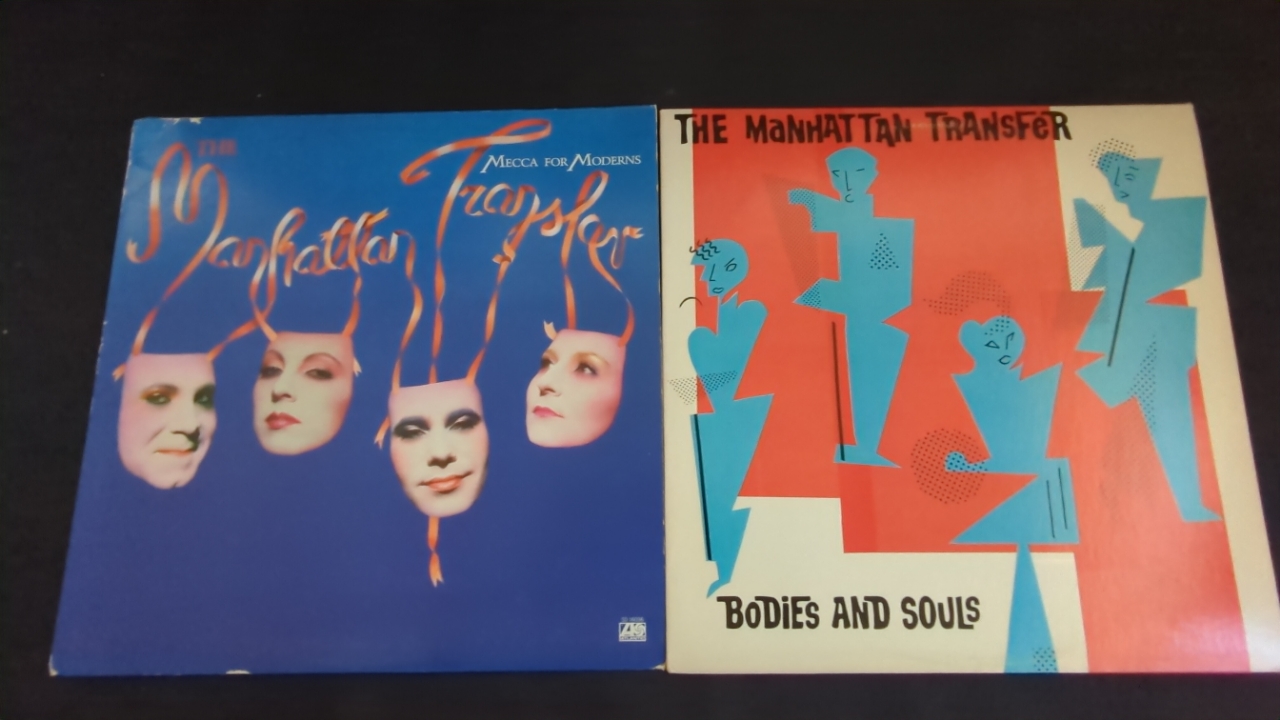 THE
Manhattan Transfer
MECCA FOR MODERNS
THE MANHATTAN TRANSFER
BODIES AND SOULS